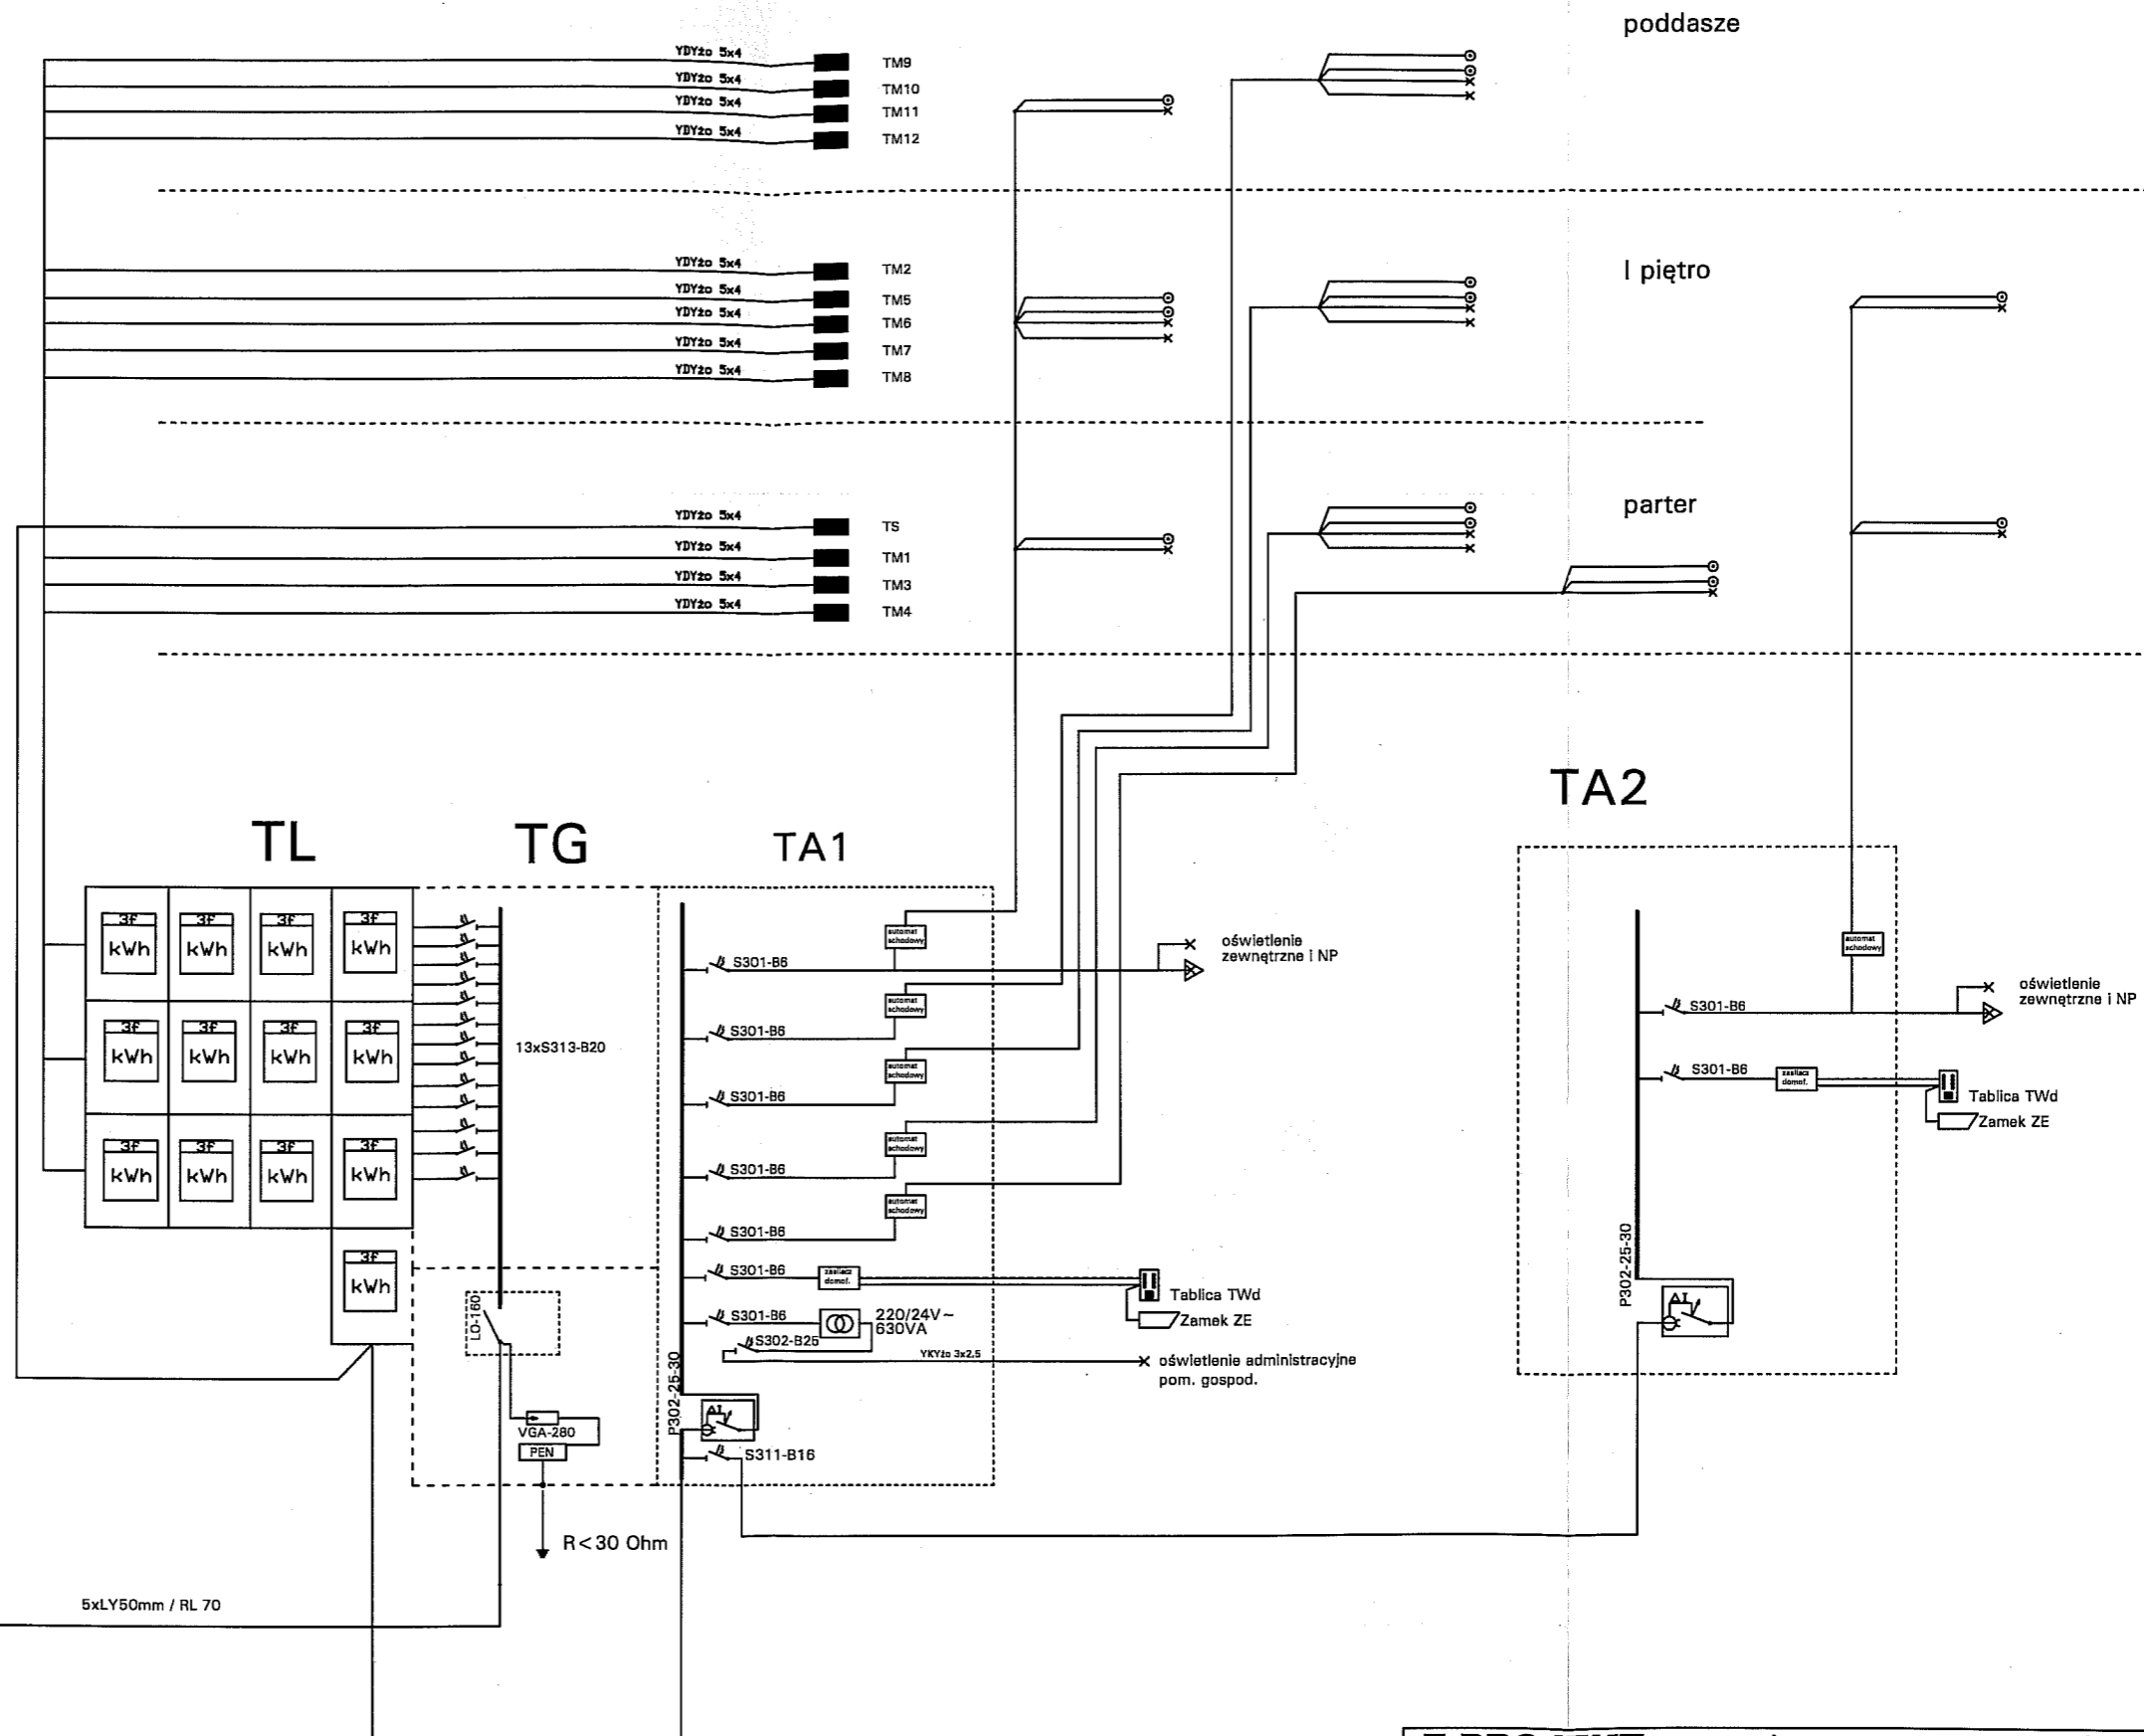 poddasze
YDYżo 5x4
TM9
YDYżo 5x4
TM10
YDYżo 5x4
TM11
YDYżo 5x4
TM12
I piętro
YDYżo 5x4
TM2
YDYżo 5x4
TM5
YDYżo 5x4
TM6
YDYżo 5x4
TM7
YDYżo 5x4
TM8
parter
YDYżo 5x4
TS
YDYżo 5x4
TM1
YDYżo 5x4
TM3
YDYżo 5x4
TM4
TL
TG
TA1
TA2
3f
kWh
3f
kWh
3f
kWh
3f
kWh
3f
kWh
3f
kWh
3f
kWh
3f
kWh
3f
kWh
3f
kWh
3f
kWh
3f
kWh
3f
kWh
13xS313-B20
LO-160
VGA-280
PEN
R<30 Ohm
5xLY50mm / RL 70
automat
schodowy
S301-B6
oświetlenie
zewnętrzne i NP
automat
schodowy
S301-B6
automat
schodowy
S301-B6
automat
schodowy
S301-B6
automat
schodowy
S301-B6
S301-B6
zasilacz
domof.
Tablica TWd
Zamek ZE
S301-B6
220/24V~
630VA
S302-B25
YKYżo 3x2,5
oświetlenie administracyjne
pom. gospod.
P302-25-30
ΔI
S311-B16
automat
schodowy
S301-B6
oświetlenie
zewnętrzne i NP
S301-B6
zasilacz
domof.
Tablica TWd
Zamek ZE
P302-25-30
ΔI